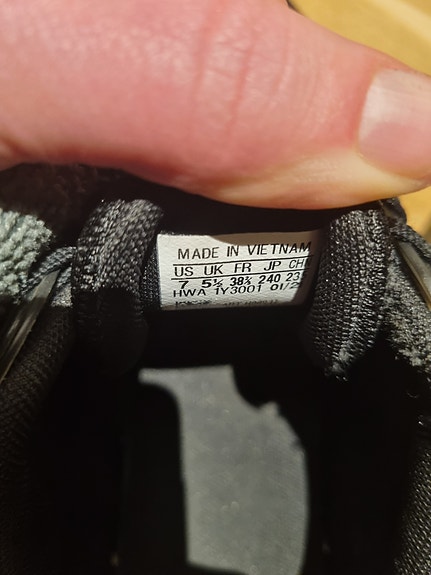 MADE IN VIETNAM
US UK FR JP CH
7 5½ 38⅔ 240 23
HWA 1Y3001 01/2